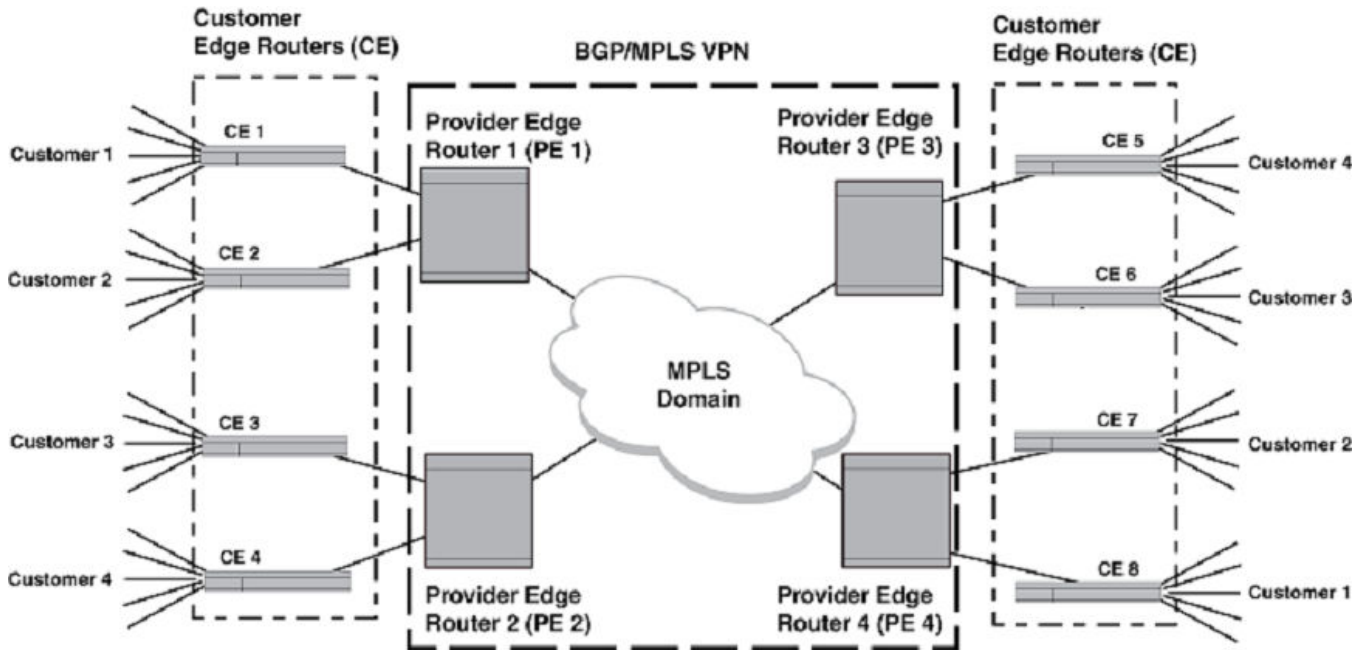 Customer
Edge Routers (CE)
BGP/MPLS VPN
Customer
Edge Routers (CE)
CE 1
Customer 1
CE 2
Customer 2
CE 3
Customer 3
CE 4
Customer 4
Provider Edge
Router 1 (PE 1)
Provider Edge
Router 3 (PE 3)
MPLS
Domain
Provider Edge
Router 2 (PE 2)
Provider Edge
Router 4 (PE 4)
CE 5
Customer 4
CE 6
Customer 3
CE 7
Customer 2
CE 8
Customer 1